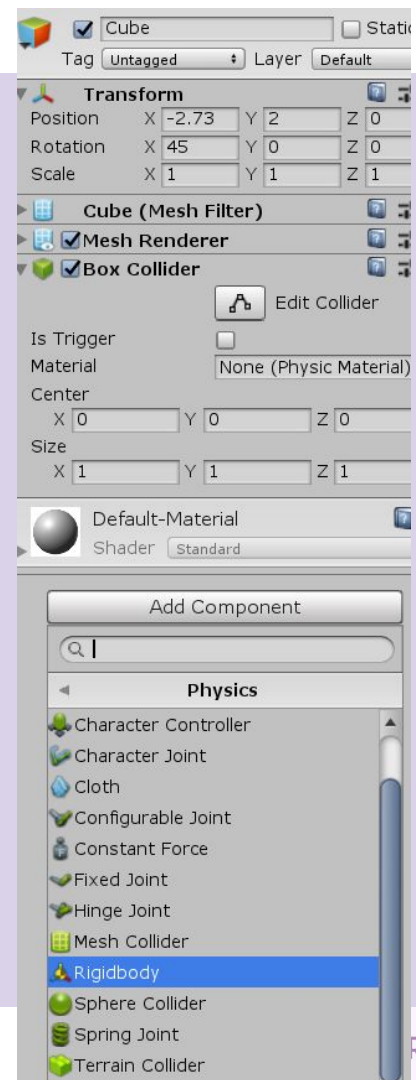 Cube Static
Tag Untagged Layer Default
Transform
Position X -2.73 Y 2 Z 0
Rotation X 45 Y 0 Z 0
Scale X 1 Y 1 Z 1
Cube (Mesh Filter)
Mesh Renderer
Box Collider
Edit Collider
Is Trigger
Material None (Physic Material)
Center
X 0 Y 0 Z 0
Size
X 1 Y 1 Z 1
Default-Material
Shader Standard
Add Component
Physics
Character Controller
Character Joint
Cloth
Configurable Joint
Constant Force
Fixed Joint
Hinge Joint
Mesh Collider
Rigidbody
Sphere Collider
Spring Joint
Terrain Collider